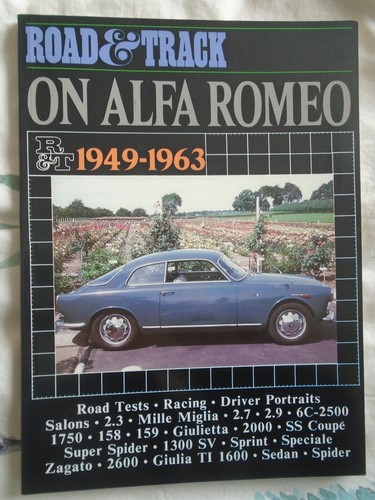 ROAD & TRACK
ON ALFA ROMEO
R&T 1949-1963
Road Tests • Racing • Driver Portraits
Salons • 2.3 • Mille Miglia • 2.7 • 2.9 • 6C-2500
1750 • 158 • 159 • Giulietta • 2000 • SS Coupé
Super Spider • 1300 SV • Sprint • Speciale
Zagato • 2600 • Giulia TI 1600 • Sedan • Spider